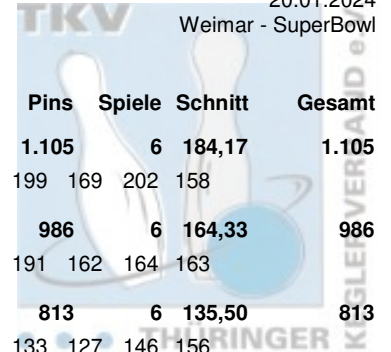 TKV
20.01.2024
Weimar - SuperBowl
Pins Spiele Schnitt Gesamt
1.105 6 184,17 1.105
199 169 202 158
986 6 164,33 986
191 162 164 163
813 6 135,50 813
133 127 146 156
THÜRINGER
KEGLERVERBAND e.V.